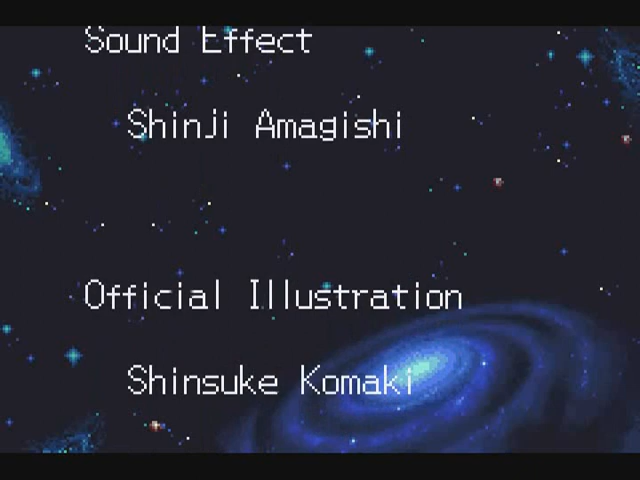 Sound Effect
Shinji Amagishi
Official Illustration
Shinsuke Komaki